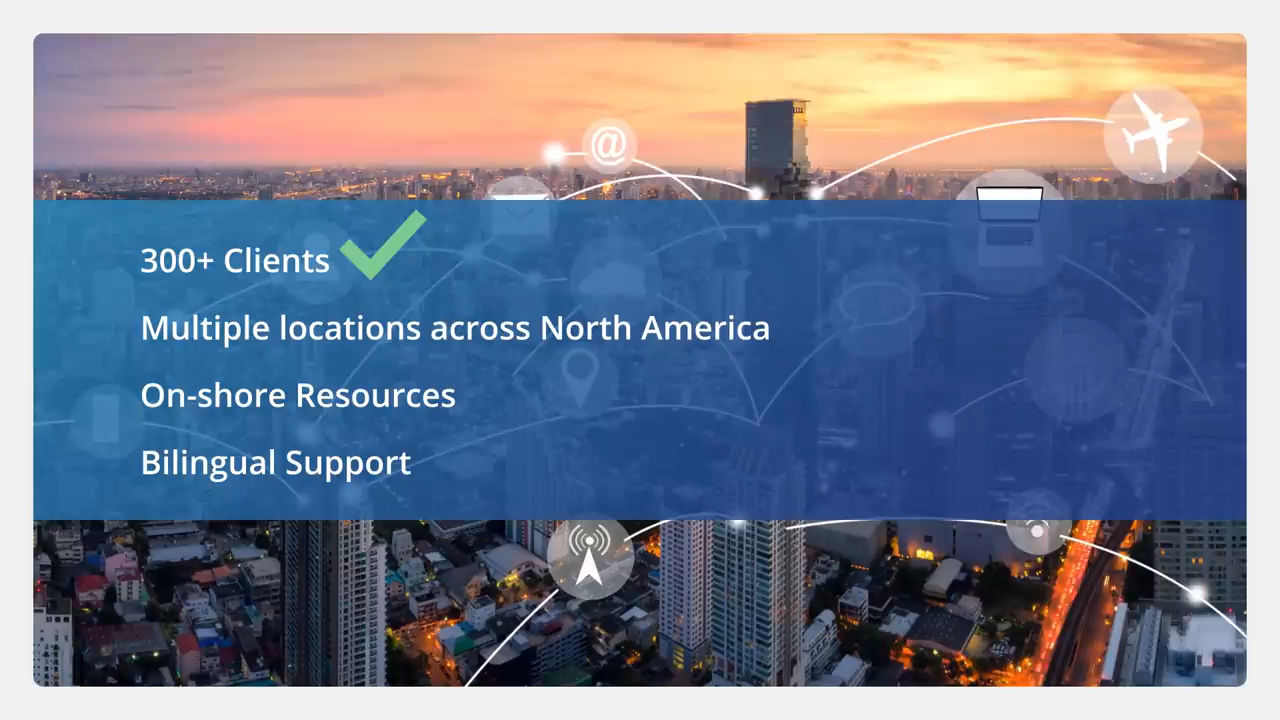 @
300+ Clients
Multiple locations across North America
On-shore Resources
Bilingual Support